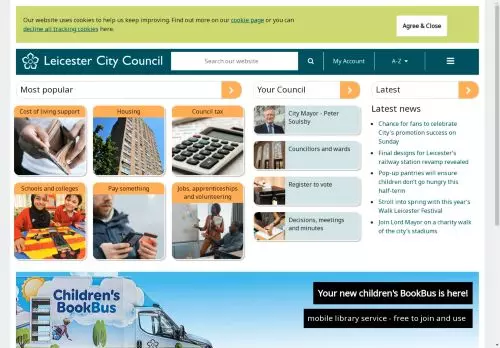 Our website uses cookies to help us keep improving. Find out more on our cookie page or you can
decline all tracking cookies here.
Agree & Close
Leicester City Council
Search our website
My Account
A-Z
Most popular
Your Council
Latest
Cost of living support
Housing
Council tax
Schools and colleges
Pay something
Jobs, apprenticeships
and volunteering
City Mayor - Peter
Soulsby
Councillors and wards
Register to vote
Decisions, meetings
and minutes
Latest news
Chance for fans to celebrate
City's promotion success on
Sunday
Final designs for Leicester's
railway station revamp revealed
Pop-up pantries will ensure
children don't go hungry this
half-term
Stroll into spring with this year's
Walk Leicester Festival
Join Lord Mayor on a charity walk
of the city's stadiums
Children's
BookBus
Your new children's BookBus is here!
mobile library service - free to join and use